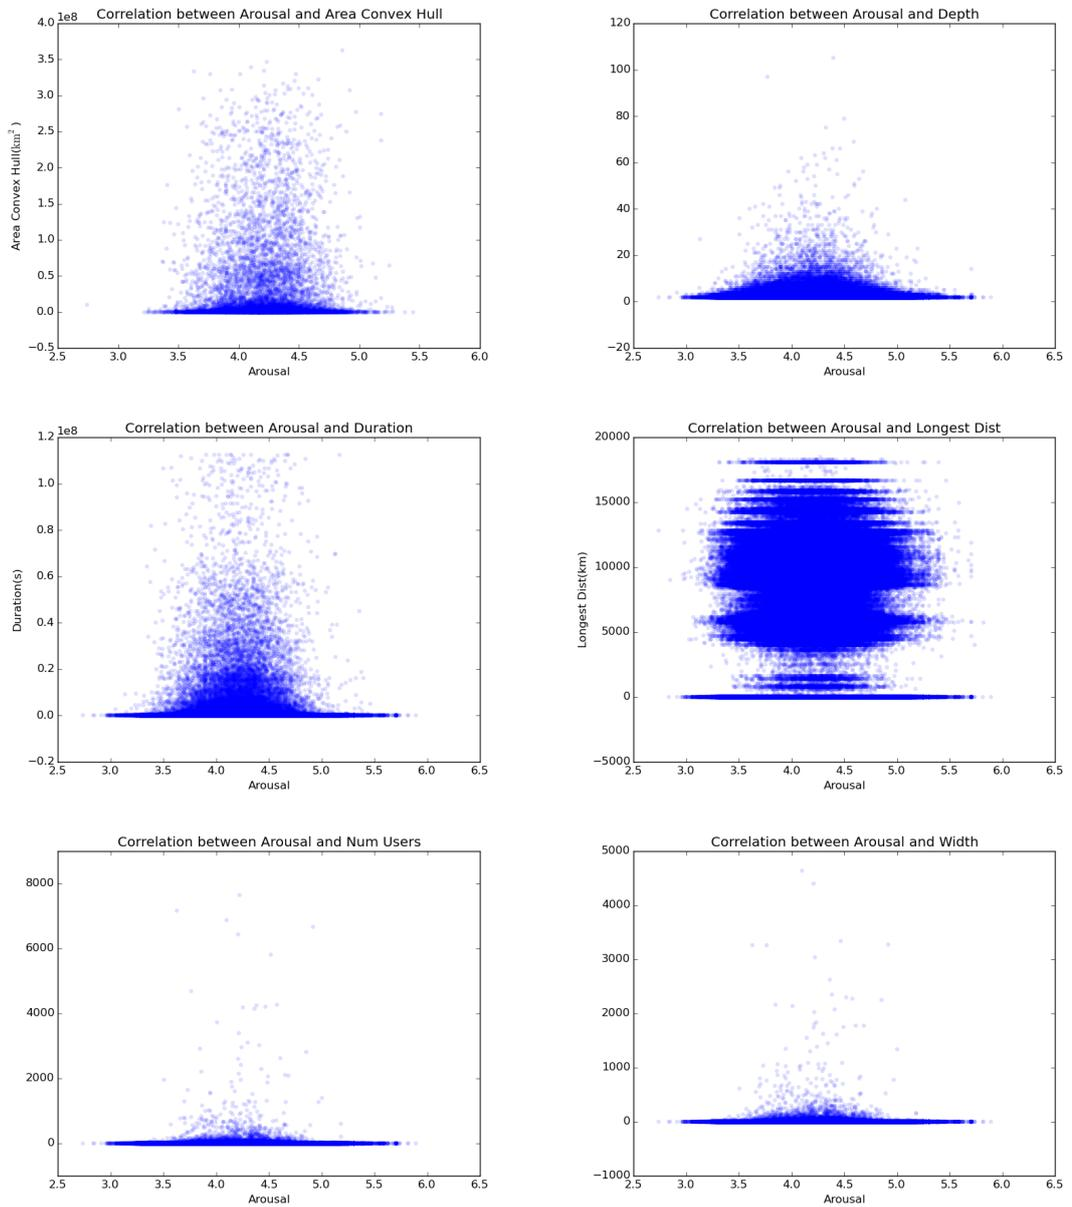 Correlation between Arousal and Area Convex Hull
1e8
4.0
3.5
3.0
2.5
2.0
1.5
1.0
0.5
0.0
−0.5
Area Convex Hull(km²)
2.5 3.0 3.5 4.0 4.5 5.0 5.5 6.0
Arousal
Correlation between Arousal and Depth
120
100
80
60
40
20
0
−20
2.5 3.0 3.5 4.0 4.5 5.0 5.5 6.0 6.5
Arousal
Correlation between Arousal and Duration
1e8
1.2
1.0
0.8
0.6
0.4
0.2
0.0
−0.2
Duration(s)
2.5 3.0 3.5 4.0 4.5 5.0 5.5 6.0 6.5
Arousal
Correlation between Arousal and Longest Dist
20000
15000
10000
5000
0
−5000
Longest Dist(km)
2.5 3.0 3.5 4.0 4.5 5.0 5.5 6.0 6.5
Arousal
Correlation between Arousal and Num Users
8000
6000
4000
2000
0
2.5 3.0 3.5 4.0 4.5 5.0 5.5 6.0 6.5
Arousal
Correlation between Arousal and Width
5000
4000
3000
2000
1000
0
−1000
2.5 3.0 3.5 4.0 4.5 5.0 5.5 6.0 6.5
Arousal